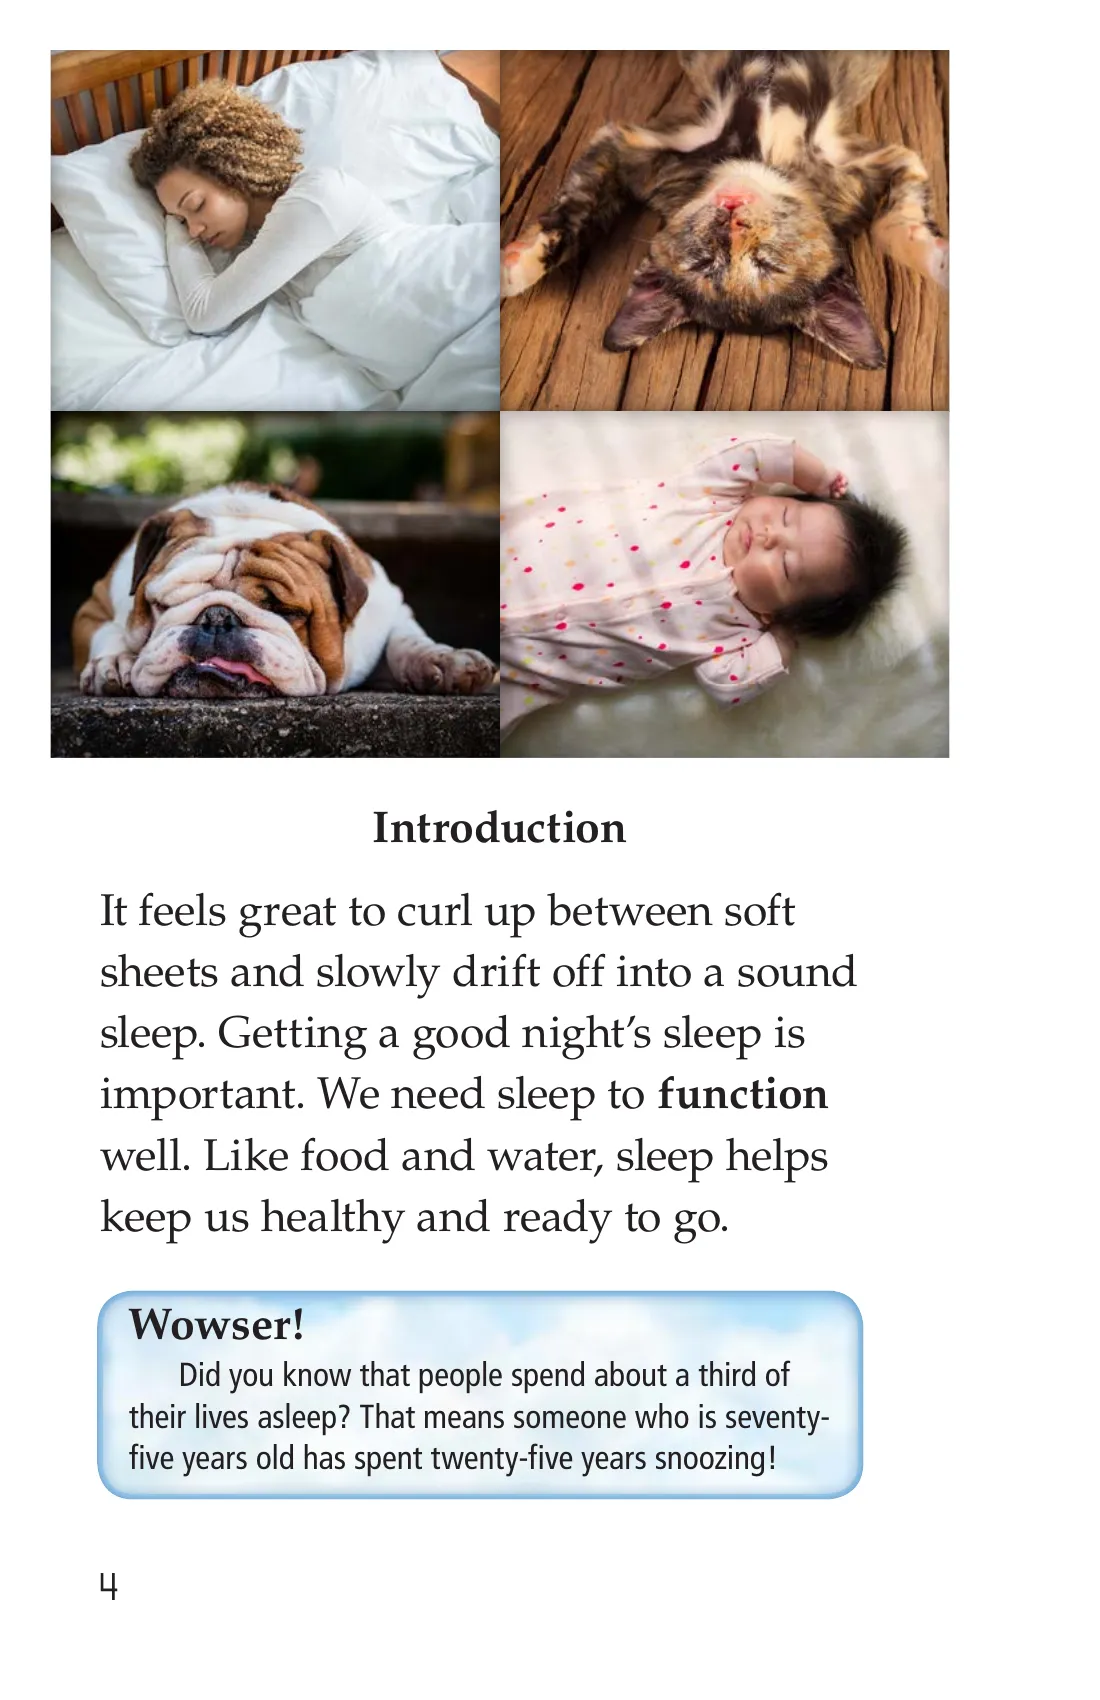 Introduction
It feels great to curl up between soft
sheets and slowly drift off into a sound
sleep. Getting a good night’s sleep is
important. We need sleep to function
well. Like food and water, sleep helps
keep us healthy and ready to go.
Wowser!
Did you know that people spend about a third of
their lives asleep? That means someone who is seventy-
five years old has spent twenty-five years snoozing!
4